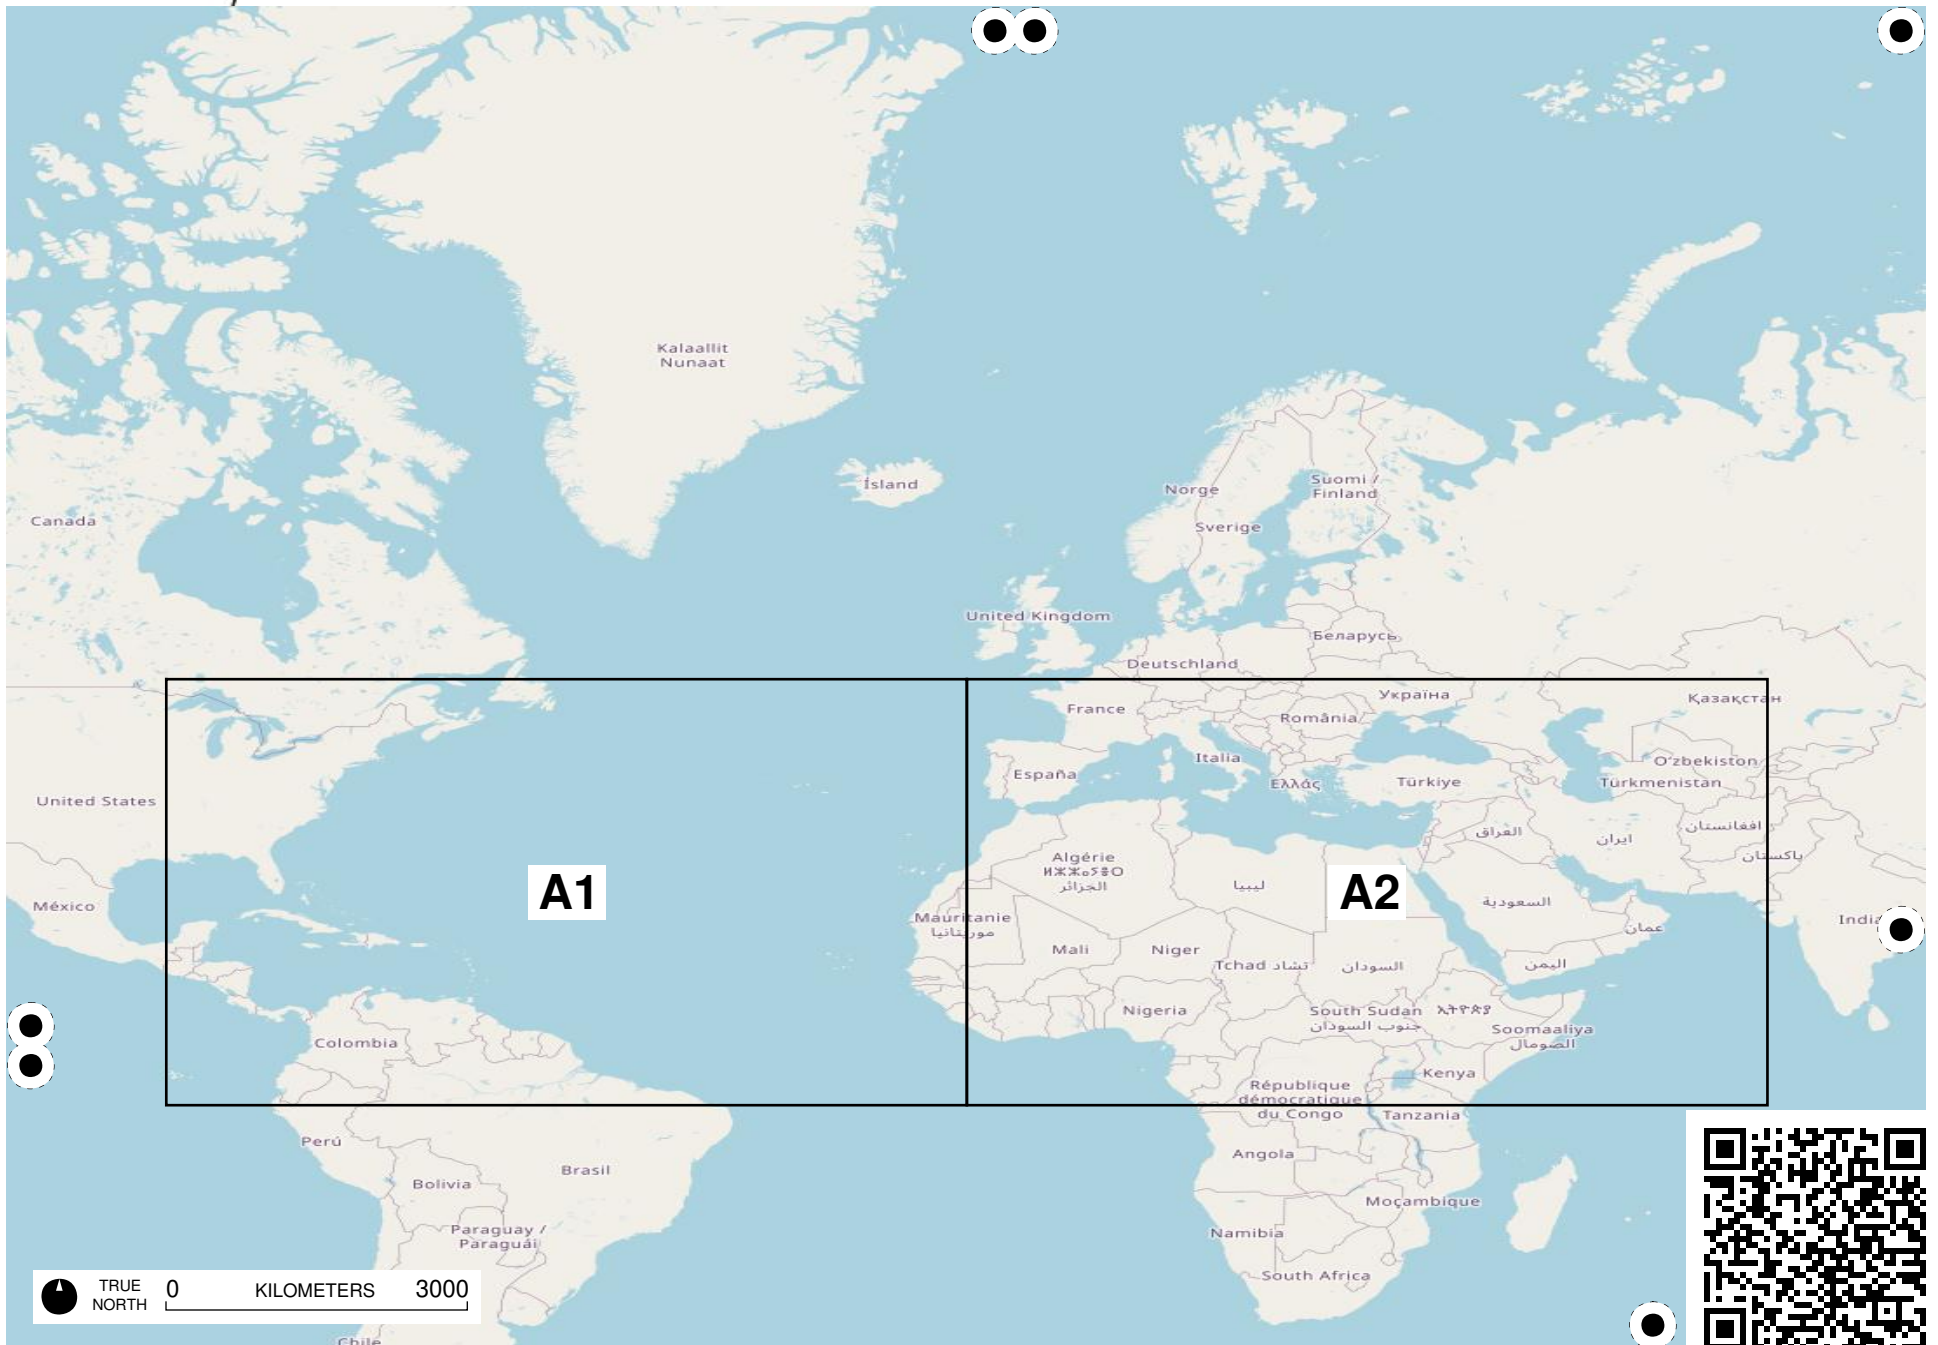 Kalaallit
Nunaat
Ísland
Norge
Suomi /
Finland
Sverige
Canada
United Kingdom
Беларусь
Deutschland
Україна
Қазақстан
France
România
Italia
España
Ελλάς
Türkiye
O'zbekiston
Türkmenistan
United States
العراق
ایران
افغانستان
پاکستان
Algérie
ⵍⵣⵣⴰⵢⴻⵔ
الجزائر
ليبيا
A1
A2
السعودية
México
Mauritanie
موريتانيا
India
عمان
Mali
Niger
Tchad تشاد
السودان
اليمن
Nigeria
South Sudan
جنوب السودان
ኢትዮጵያ
Soomaaliya
الصومال
Colombia
Kenya
République
démocratique
du Congo
Tanzania
Perú
Brasil
Angola
Bolivia
Moçambique
Paraguay /
Paraguái
Namibia
South Africa
TRUE
NORTH
0 KILOMETERS 3000
Chile